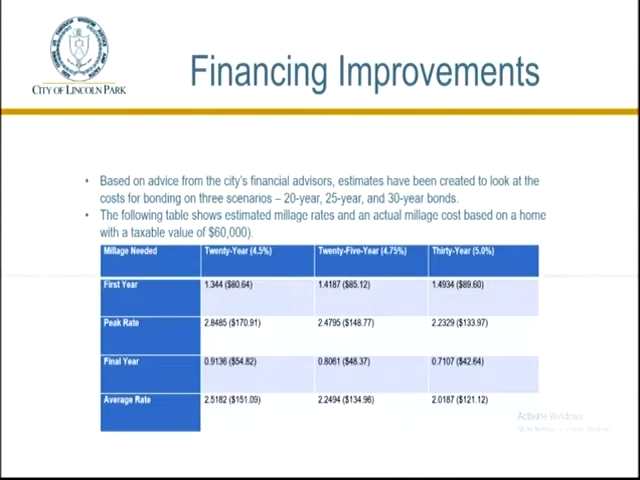 CITY OF LINCOLN PARK
Financing Improvements
• Based on advice from the city's financial advisors, estimates have been created to look at the
costs for bonding on three scenarios – 20-year, 25-year, and 30-year bonds.
• The following table shows estimated millage rates and an actual millage cost based on a home
with a taxable value of $60,000).
Millage Needed Twenty-Year (4.5%) Twenty-Five-Year (4.75%) Thirty-Year (5.0%)
First Year 1.344 ($80.64) 1.4187 ($85.12) 1.4934 ($89.60)
Peak Rate 2.8485 ($170.91) 2.4795 ($148.77) 2.2329 ($133.97)
Final Year 0.9136 ($54.82) 0.8061 ($48.37) 0.7107 ($42.64)
Average Rate 2.5182 ($151.09) 2.2494 ($134.96) 2.0187 ($121.12)
Activate Windows